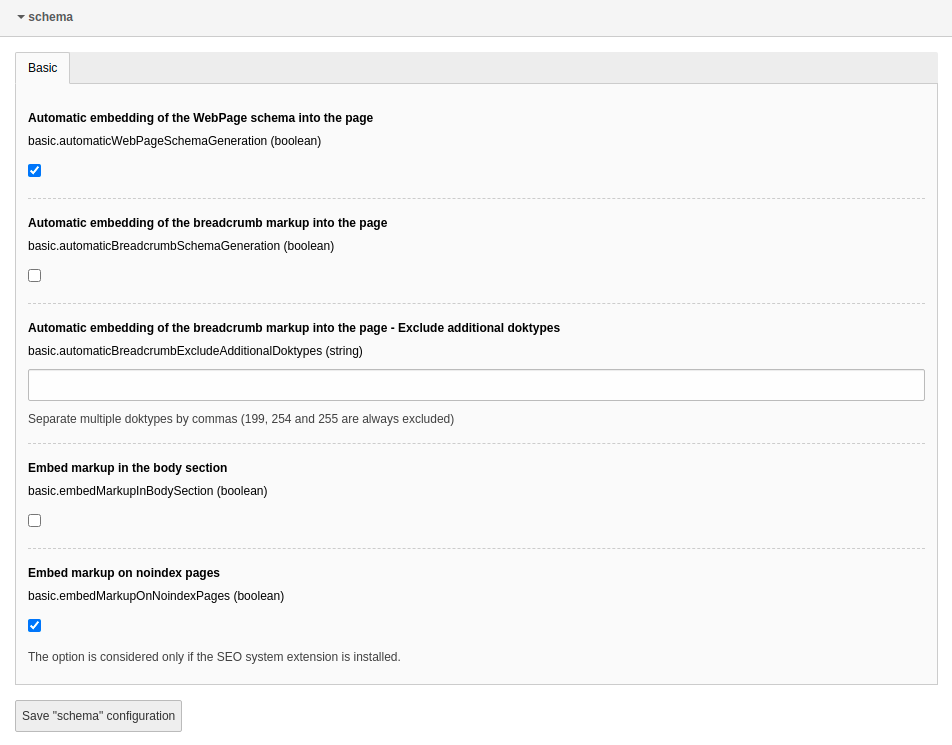 schema
Basic
Automatic embedding of the WebPage schema into the page
basic.automaticWebPageSchemaGeneration (boolean)
Automatic embedding of the breadcrumb markup into the page
basic.automaticBreadcrumbSchemaGeneration (boolean)
Automatic embedding of the breadcrumb markup into the page - Exclude additional doktypes
basic.automaticBreadcrumbExcludeAdditionalDoktypes (string)
Separate multiple doktypes by commas (199, 254 and 255 are always excluded)
Embed markup in the body section
basic.embedMarkupInBodySection (boolean)
Embed markup on noindex pages
basic.embedMarkupOnNoindexPages (boolean)
The option is considered only if the SEO system extension is installed.
Save "schema" configuration